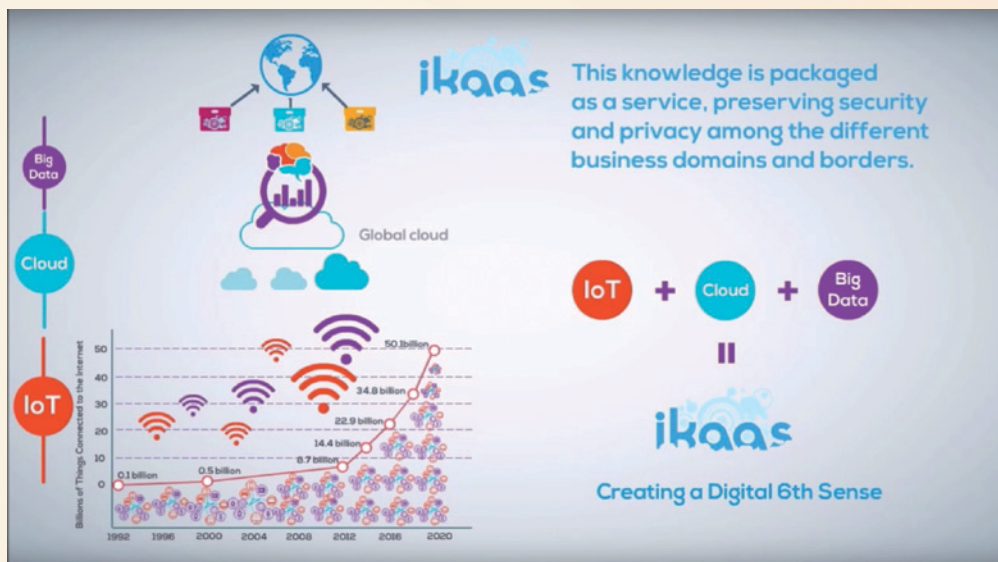 ikaas
This knowledge is packaged
as a service, preserving security
and privacy among the different
business domains and borders.
Big
Data
Cloud
IoT
Global cloud
IoT + Cloud + Big
Data
=
ikaas
Creating a Digital 6th Sense
Billions of Things Connected to the Internet
50
40
30
20
10
0
0.1 billion
0.5 billion
8.7 billion
14.4 billion
22.9 billion
34.8 billion
50.1billion
1992 1996 2000 2004 2008 2012 2016 2020